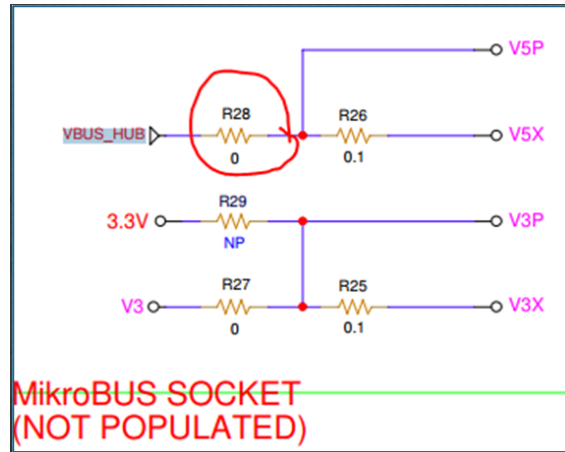 V5P
R28
R26
VBUS_HUB
V5X
0
0.1
R29
3.3V
V3P
NP
R27
R25
V3
V3X
0
0.1
MikroBUS SOCKET
(NOT POPULATED)